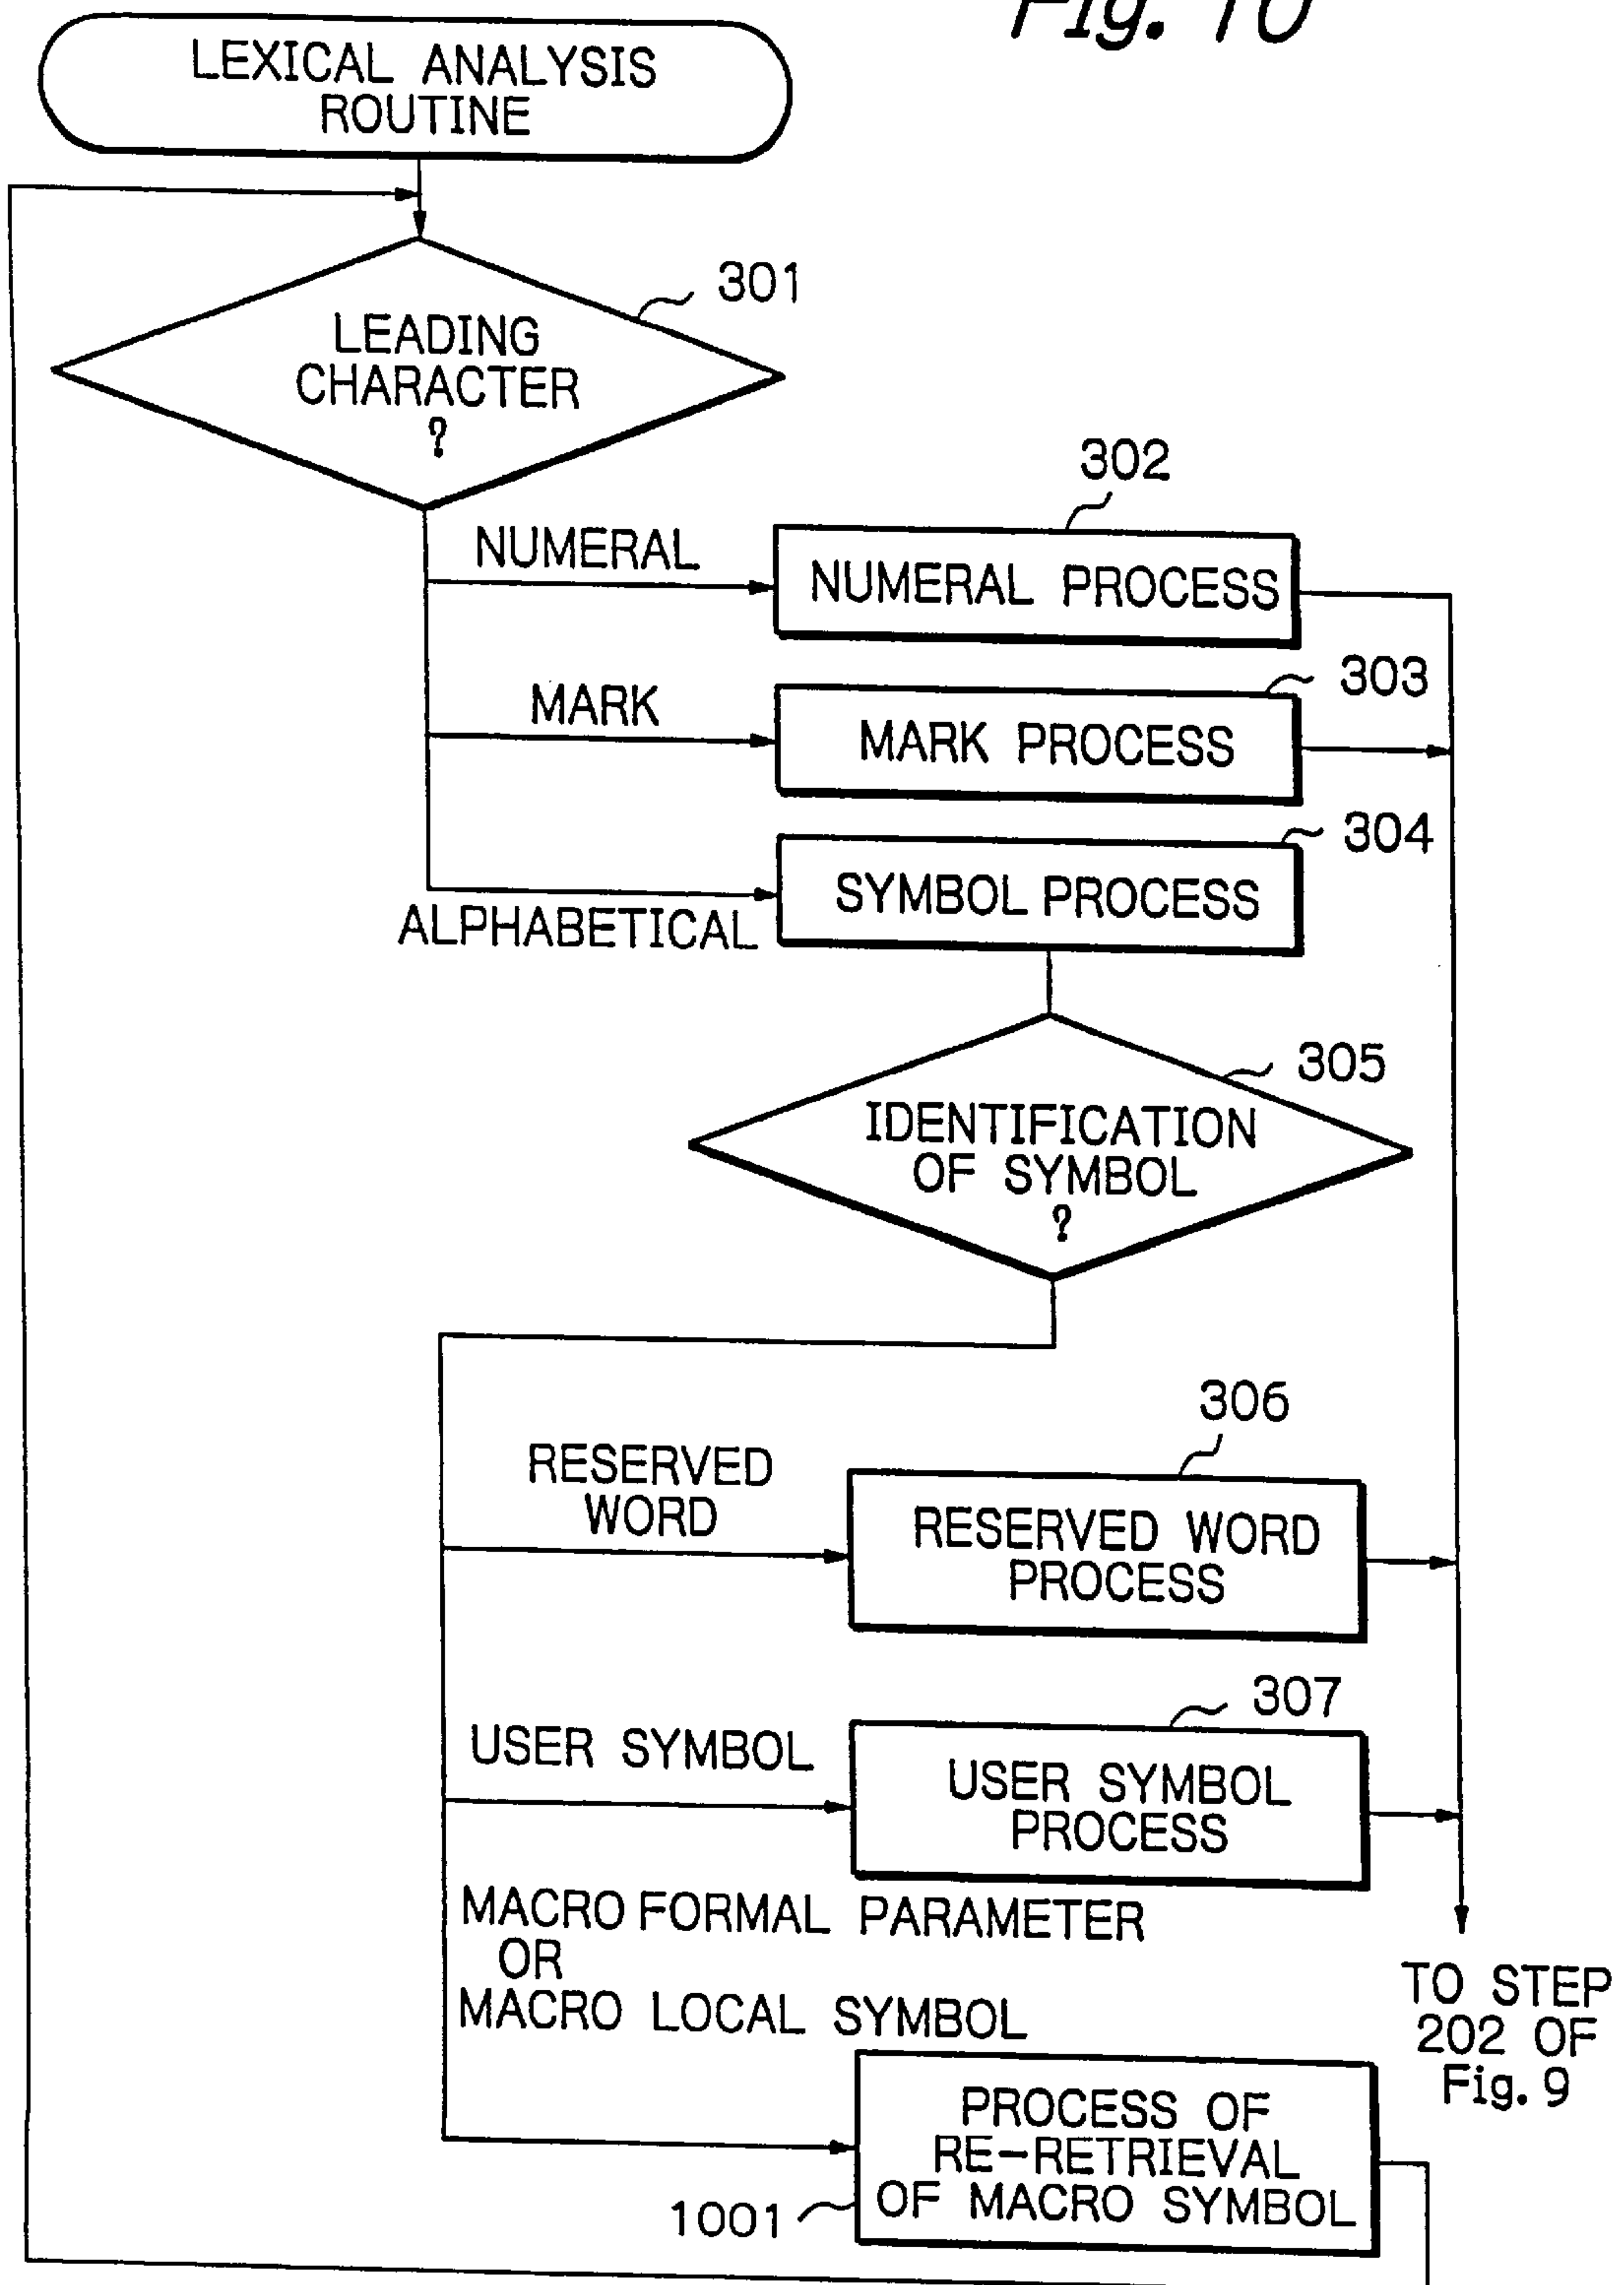 Fig. 10
LEXICAL ANALYSIS
ROUTINE
301
LEADING
CHARACTER
?
302
NUMERAL
NUMERAL PROCESS
303
MARK
MARK PROCESS
304
SYMBOL PROCESS
ALPHABETICAL
305
IDENTIFICATION
OF SYMBOL
?
306
RESERVED
WORD
RESERVED WORD
PROCESS
307
USER SYMBOL
USER SYMBOL
PROCESS
MACRO FORMAL PARAMETER
OR
MACRO LOCAL SYMBOL
TO STEP
202 OF
Fig. 9
PROCESS OF
RE-RETRIEVAL
OF MACRO SYMBOL
1001